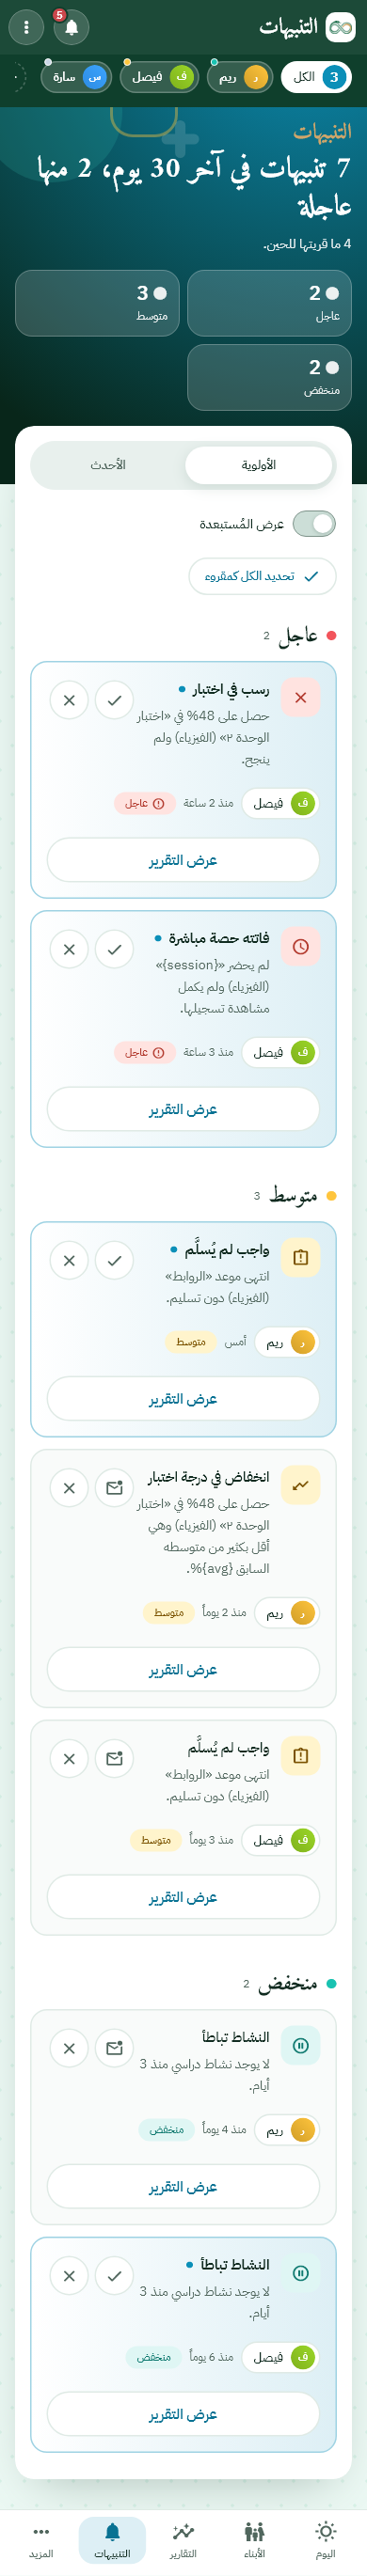 التنبيهات
5
3 الكل
ر ريم
ف فيصل
س سارة
التنبيهات
7 تنبيهات في آخر 30 يوم، 2 منها
عاجلة
4 ما قريتها للحين.
2
عاجل
3
متوسط
2
منخفض
الأولوية
الأحدث
عرض المُستبعدة
تحديد الكل كمقروء
عاجل 2
رسب في اختبار
حصل على 48% في «اختبار
الوحدة ٢» (الفيزياء) ولم
ينجح.
ف فيصل منذ 2 ساعة عاجل
عرض التقرير
فاتته حصة مباشرة
لم يحضر «{session}»
(الفيزياء) ولم يكمل
مشاهدة تسجيلها.
ف فيصل منذ 3 ساعة عاجل
عرض التقرير
متوسط 3
واجب لم يُسلَّم
انتهى موعد «الروابط»
(الفيزياء) دون تسليم.
ر ريم أمس متوسط
عرض التقرير
انخفاض في درجة اختبار
حصل على 48% في «اختبار
الوحدة ٢» (الفيزياء) وهي
أقل بكثير من متوسطه
السابق {avg}%.
ر ريم منذ 2 يوماً متوسط
عرض التقرير
واجب لم يُسلَّم
انتهى موعد «الروابط»
(الفيزياء) دون تسليم.
ف فيصل منذ 3 يوماً متوسط
عرض التقرير
منخفض 2
النشاط تباطأ
لا يوجد نشاط دراسي منذ 3
أيام.
ر ريم منذ 4 يوماً منخفض
عرض التقرير
النشاط تباطأ
لا يوجد نشاط دراسي منذ 3
أيام.
ف فيصل منذ 6 يوماً منخفض
عرض التقرير
اليوم
الأبناء
التقارير
التنبيهات
المزيد